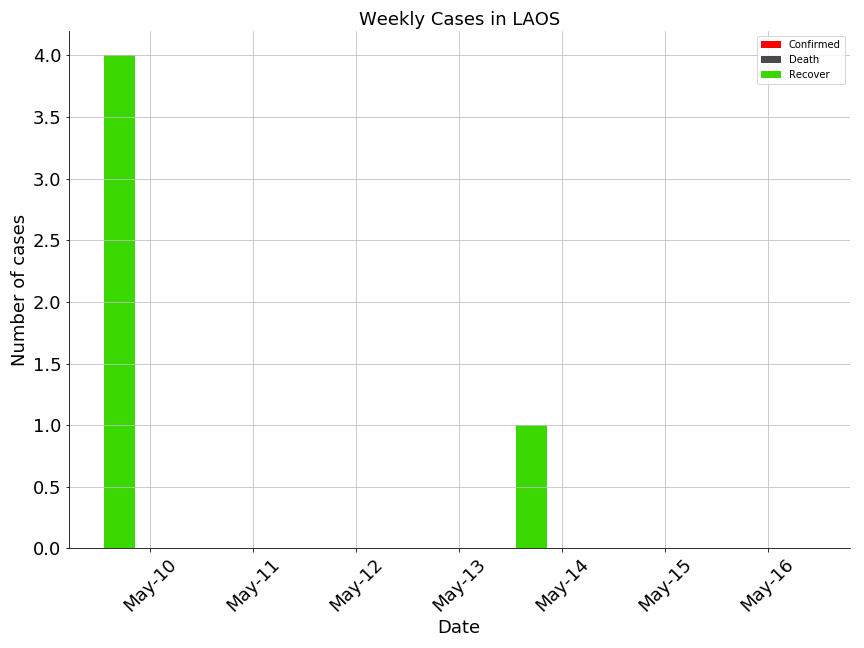 Weekly Cases in LAOS
Confirmed
Death
Recover
4.0
3.5
3.0
2.5
2.0
1.5
1.0
0.5
0.0
Number of cases
May-10
May-11
May-12
May-13
May-14
May-15
May-16
Date